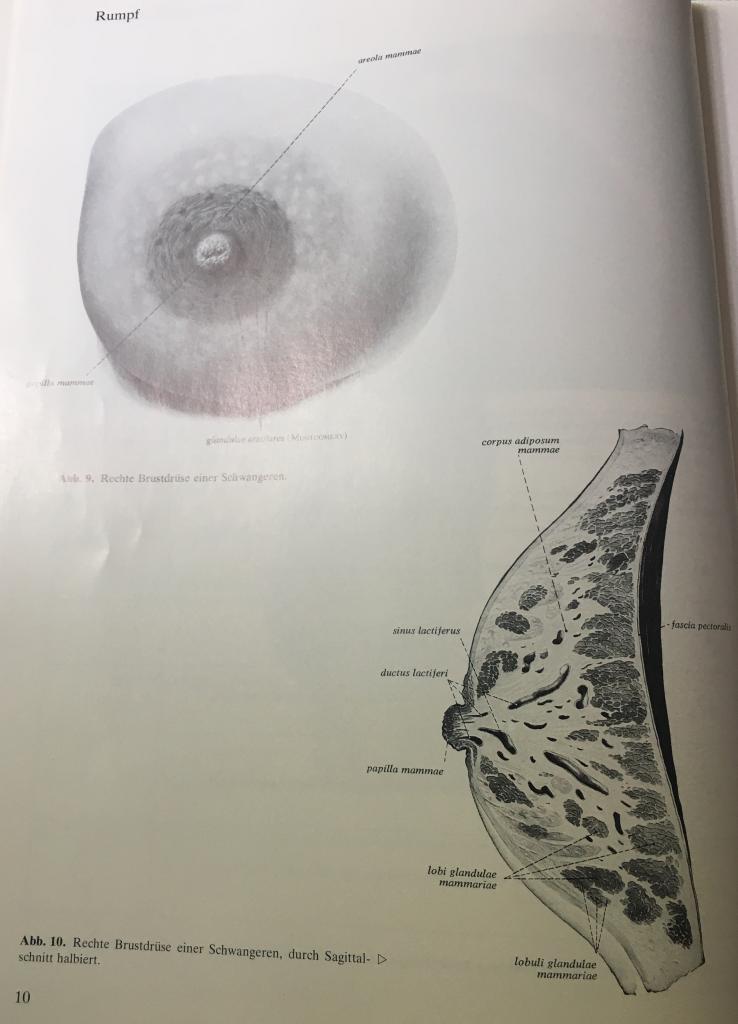 Rumpf
areola mammae
papilla mammae
glandulae areolares (MONTGOMERY)
Abb. 9. Rechte Brustdrüse einer Schwangeren.
corpus adiposum
mammae
fascia pectoralis
sinus lactiferus
ductus lactiferi
papilla mammae
lobi glandulae
mammariae
lobuli glandulae
mammariae
Abb. 10. Rechte Brustdrüse einer Schwangeren, durch Sagittal- ▷
schnitt halbiert.
10